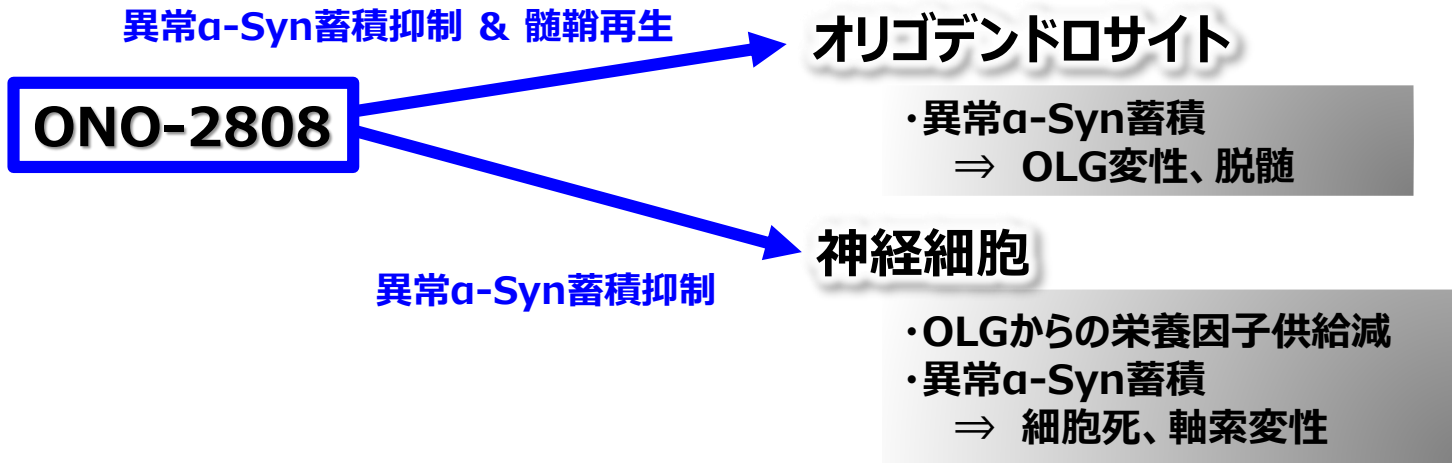 異常α-Syn蓄積抑制 & 髄鞘再生
ONO-2808
オリゴデンドロサイト
・異常α-Syn蓄積
⇒ OLG変性、脱髄
異常α-Syn蓄積抑制
神経細胞
・OLGからの栄養因子供給減
・異常α-Syn蓄積
⇒ 細胞死、軸索変性